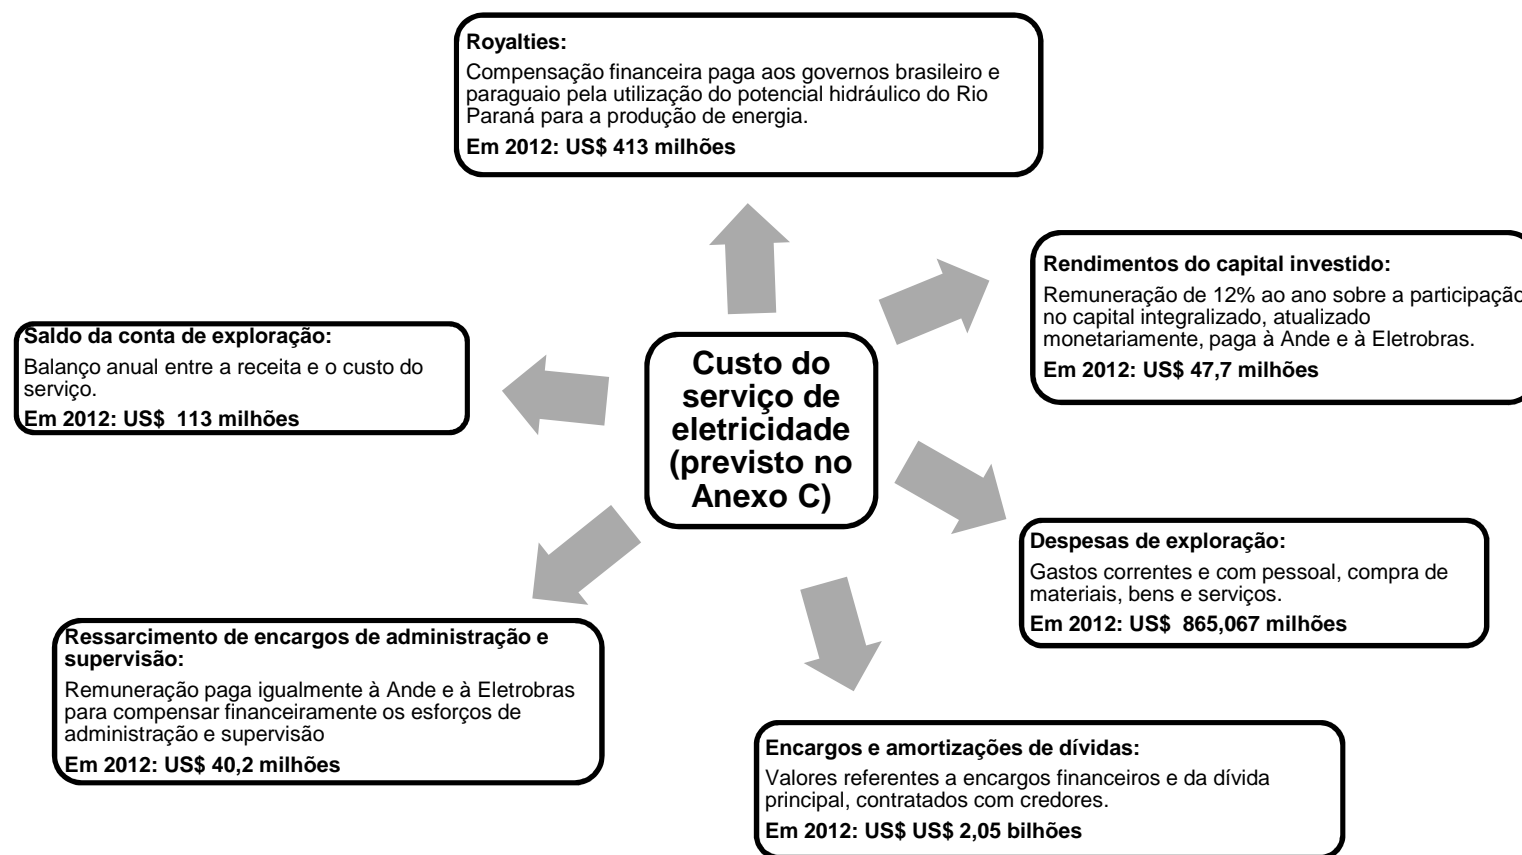 Royalties:
Compensação financeira paga aos governos brasileiro e
paraguaio pela utilização do potencial hidráulico do Rio
Paraná para a produção de energia.
Em 2012: US$ 413 milhões
Rendimentos do capital investido:
Remuneração de 12% ao ano sobre a participação
no capital integralizado, atualizado
monetariamente, paga à Ande e à Eletrobras.
Em 2012: US$ 47,7 milhões
Saldo da conta de exploração:
Balanço anual entre a receita e o custo do
serviço.
Em 2012: US$  113 milhões
Custo do
serviço de
eletricidade
(previsto no
Anexo C)
Despesas de exploração:
Gastos correntes e com pessoal, compra de
materiais, bens e serviços.
Em 2012: US$  865,067 milhões
Ressarcimento de encargos de administração e
supervisão:
Remuneração paga igualmente à Ande e à Eletrobras
para compensar financeiramente os esforços de
administração e supervisão
Em 2012: US$ 40,2 milhões
Encargos e amortizações de dívidas:
Valores referentes a encargos financeiros e da dívida
principal, contratados com credores.
Em 2012: US$ US$ 2,05 bilhões